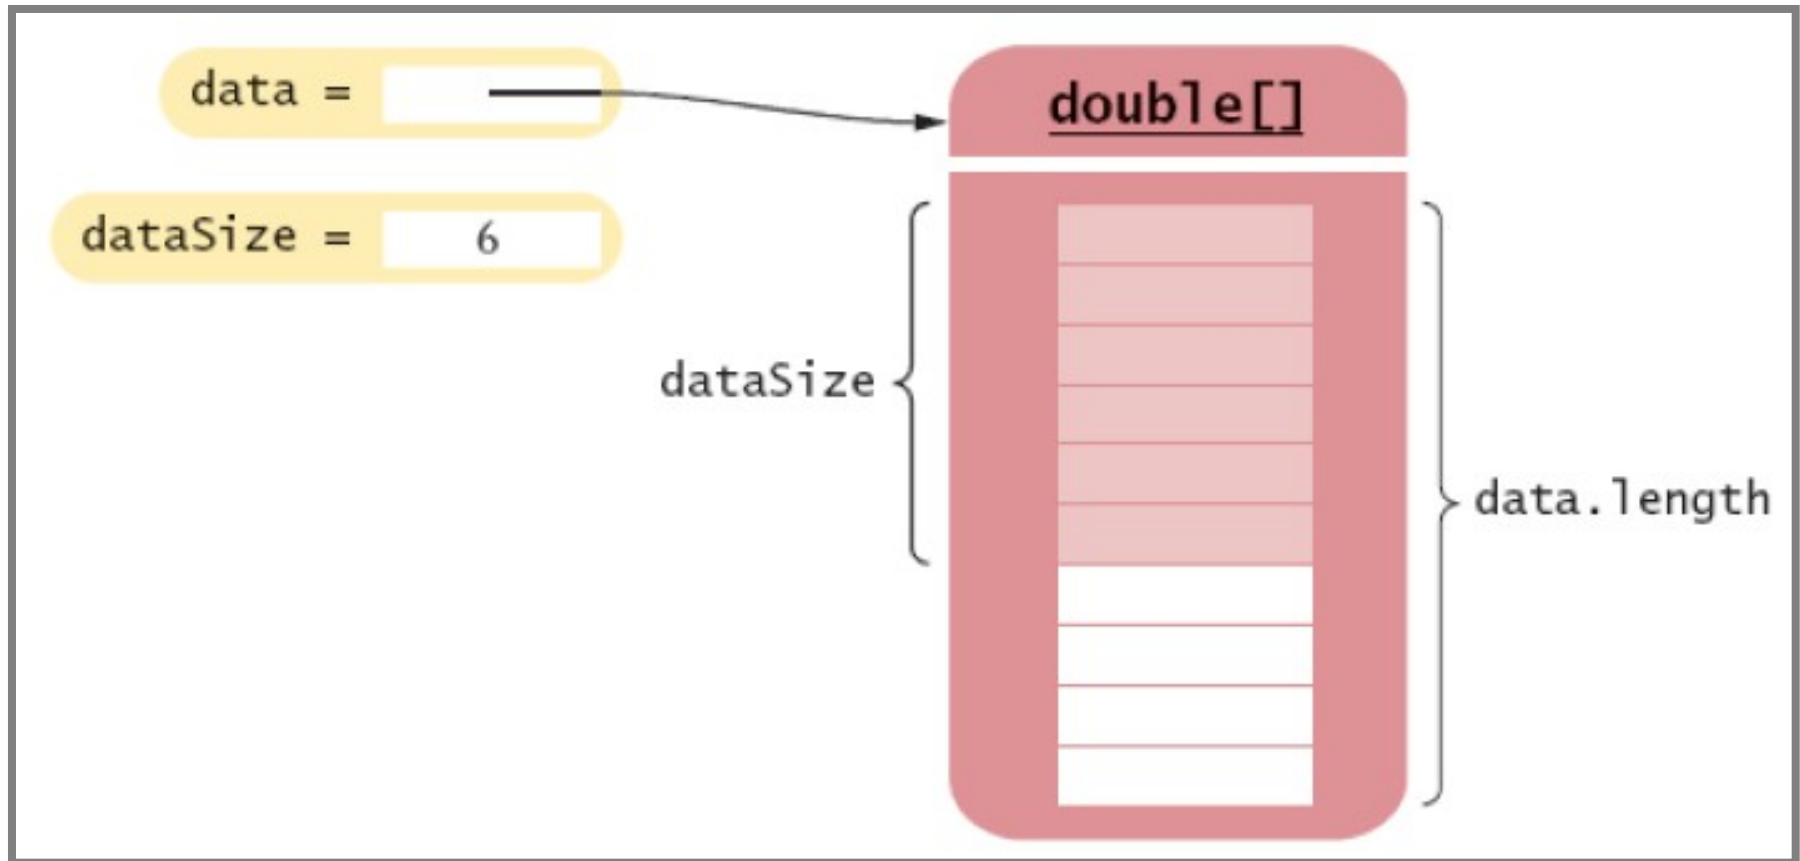 data =
double[]
dataSize = 6
dataSize
data.length